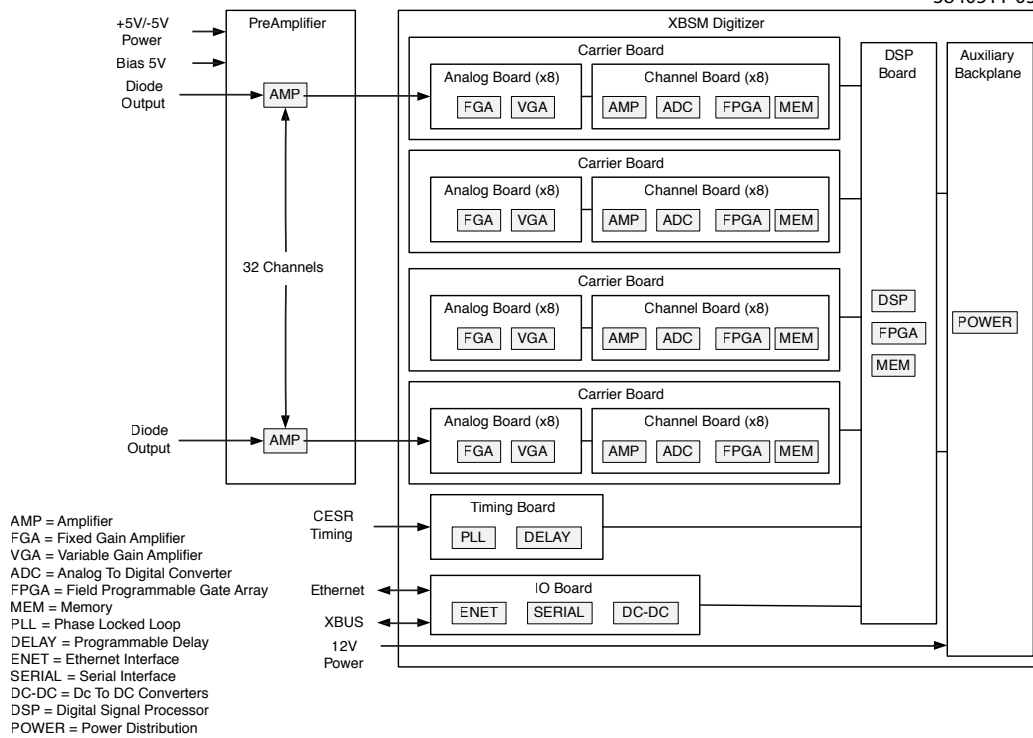 +5V/-5V
Power
Bias 5V
Diode
Output
PreAmplifier
AMP
32 Channels
Diode
Output
AMP
XBSM Digitizer
Carrier Board
Analog Board (x8)
FGA VGA
Channel Board (x8)
AMP ADC FPGA MEM
Carrier Board
Analog Board (x8)
FGA VGA
Channel Board (x8)
AMP ADC FPGA MEM
Carrier Board
Analog Board (x8)
FGA VGA
Channel Board (x8)
AMP ADC FPGA MEM
Carrier Board
Analog Board (x8)
FGA VGA
Channel Board (x8)
AMP ADC FPGA MEM
CESR
Timing
Timing Board
PLL DELAY
Ethernet
XBUS
IO Board
ENET SERIAL DC-DC
12V
Power
DSP
Board
DSP
FPGA
MEM
Auxiliary
Backplane
POWER
AMP = Amplifier
FGA = Fixed Gain Amplifier
VGA = Variable Gain Amplifier
ADC = Analog To Digital Converter
FPGA = Field Programmable Gate Array
MEM = Memory
PLL = Phase Locked Loop
DELAY = Programmable Delay
ENET = Ethernet Interface
SERIAL = Serial Interface
DC-DC = Dc To DC Converters
DSP = Digital Signal Processor
POWER = Power Distribution